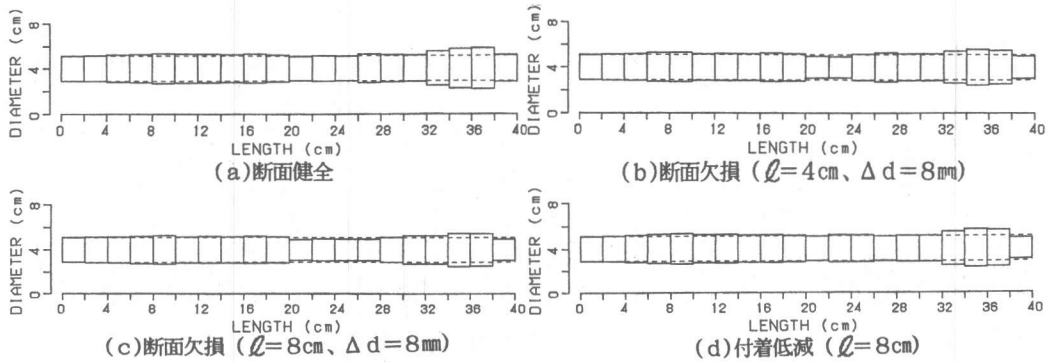 DIAMETER (cm)
8
4
0
0 4 8 12 16 20 24 28 32 36 40
LENGTH (cm)
(a)断面健全
DIAMETER (cm)
8
4
0
0 4 8 12 16 20 24 28 32 36 40
LENGTH (cm)
(b)断面欠損 (ℓ=4cm、Δd=8mm)
DIAMETER (cm)
8
4
0
0 4 8 12 16 20 24 28 32 36 40
LENGTH (cm)
(c)断面欠損 (ℓ=8cm、Δd=8mm)
DIAMETER (cm)
8
4
0
0 4 8 12 16 20 24 28 32 36 40
LENGTH (cm)
(d)付着低減 (ℓ=8cm)